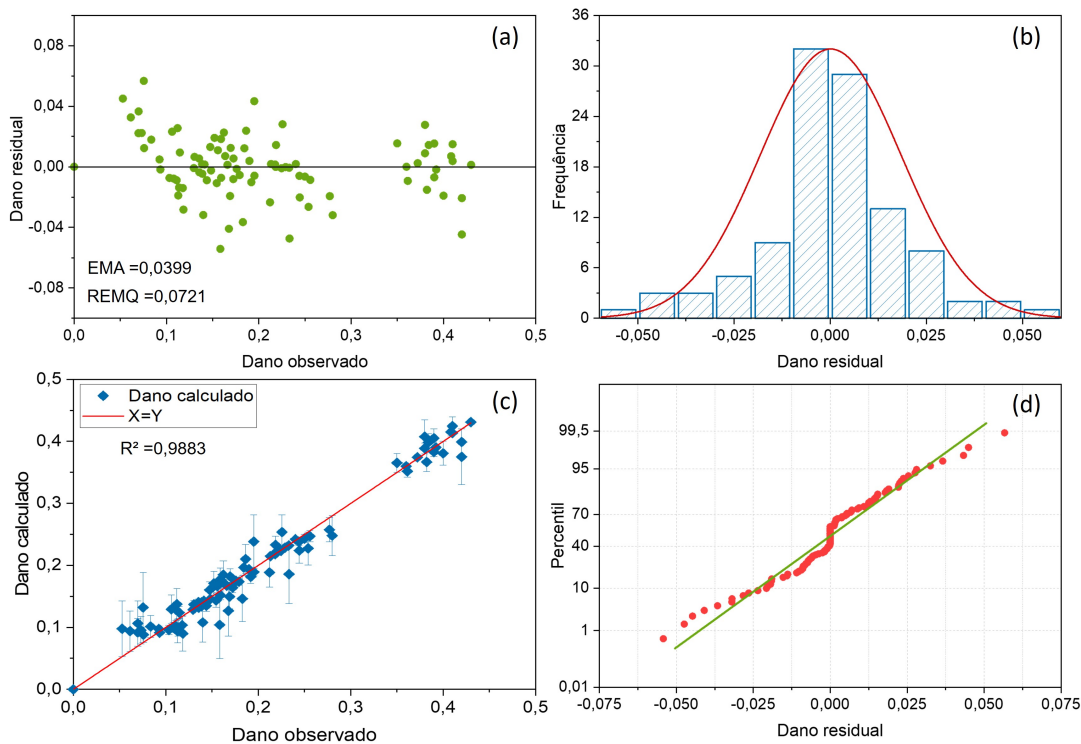 (a)
0,08
0,04
0,00
-0,04
-0,08
Dano residual
EMA =0,0399
REMQ =0,0721
0,0
0,1
0,2
0,3
0,4
0,5
Dano observado
(b)
36
30
24
18
12
6
0
Frequência
-0,050
-0,025
0,000
0,025
0,050
Dano residual
(c)
Dano calculado
X=Y
R² =0,9883
0,5
0,4
0,3
0,2
0,1
0,0
Dano calculado
0,0
0,1
0,2
0,3
0,4
0,5
Dano observado
(d)
99,5
95
70
40
10
1
0,01
Percentil
-0,075
-0,050
-0,025
0,000
0,025
0,050
0,075
Dano residual